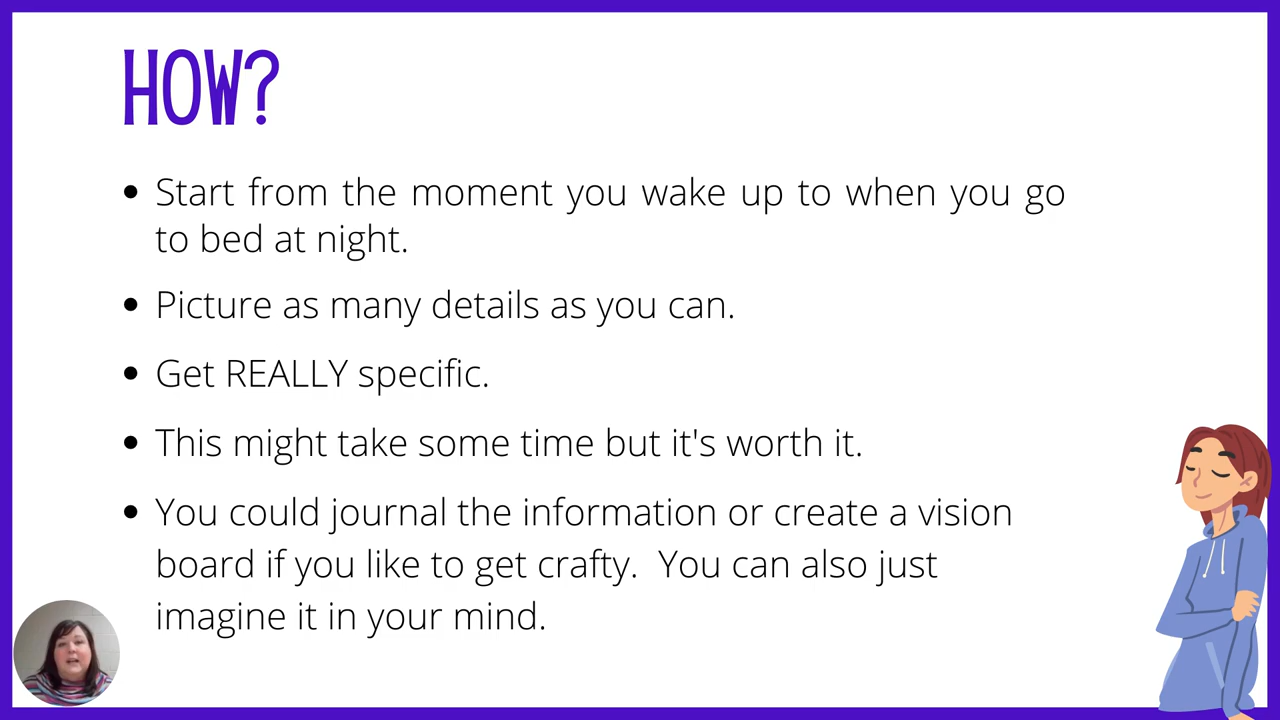 HOW?
• Start from the moment you wake up to when you go
to bed at night.
• Picture as many details as you can.
• Get REALLY specific.
• This might take some time but it's worth it.
• You could journal the information or create a vision
board if you like to get crafty.  You can also just
imagine it in your mind.